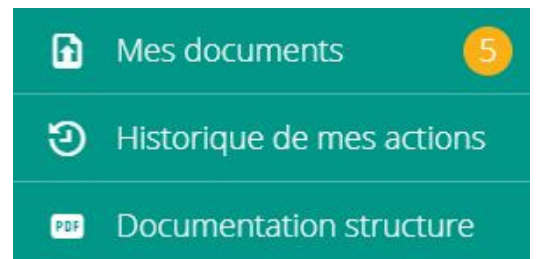 Mes documents 5
Historique de mes actions
PDF Documentation structure